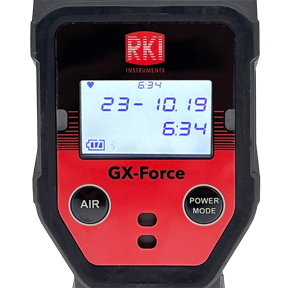 RKI
INSTRUMENTS
6:34
23-10.19
6:34
GX-Force
AIR
POWER
MODE